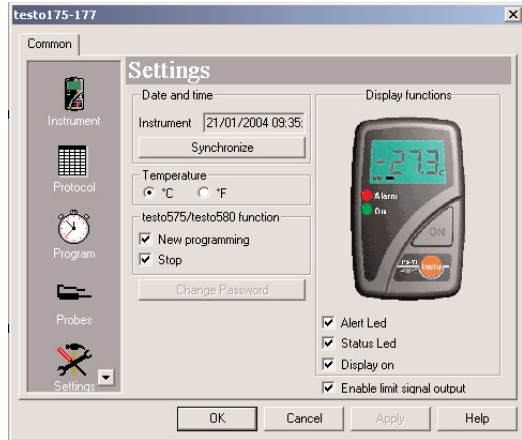 testo175-177
Common
Instrument
Protocol
Program
Probes
Settings
Settings
Date and time
Instrument 21/01/2004 09:35:
Synchronize
Temperature
°C °F
testo575/testo580 function
New programming
Stop
Change Password
Display functions
-27.3
Alarm
On
ON
testo
Alert Led
Status Led
Display on
Enable limit signal output
OK Cancel Apply Help